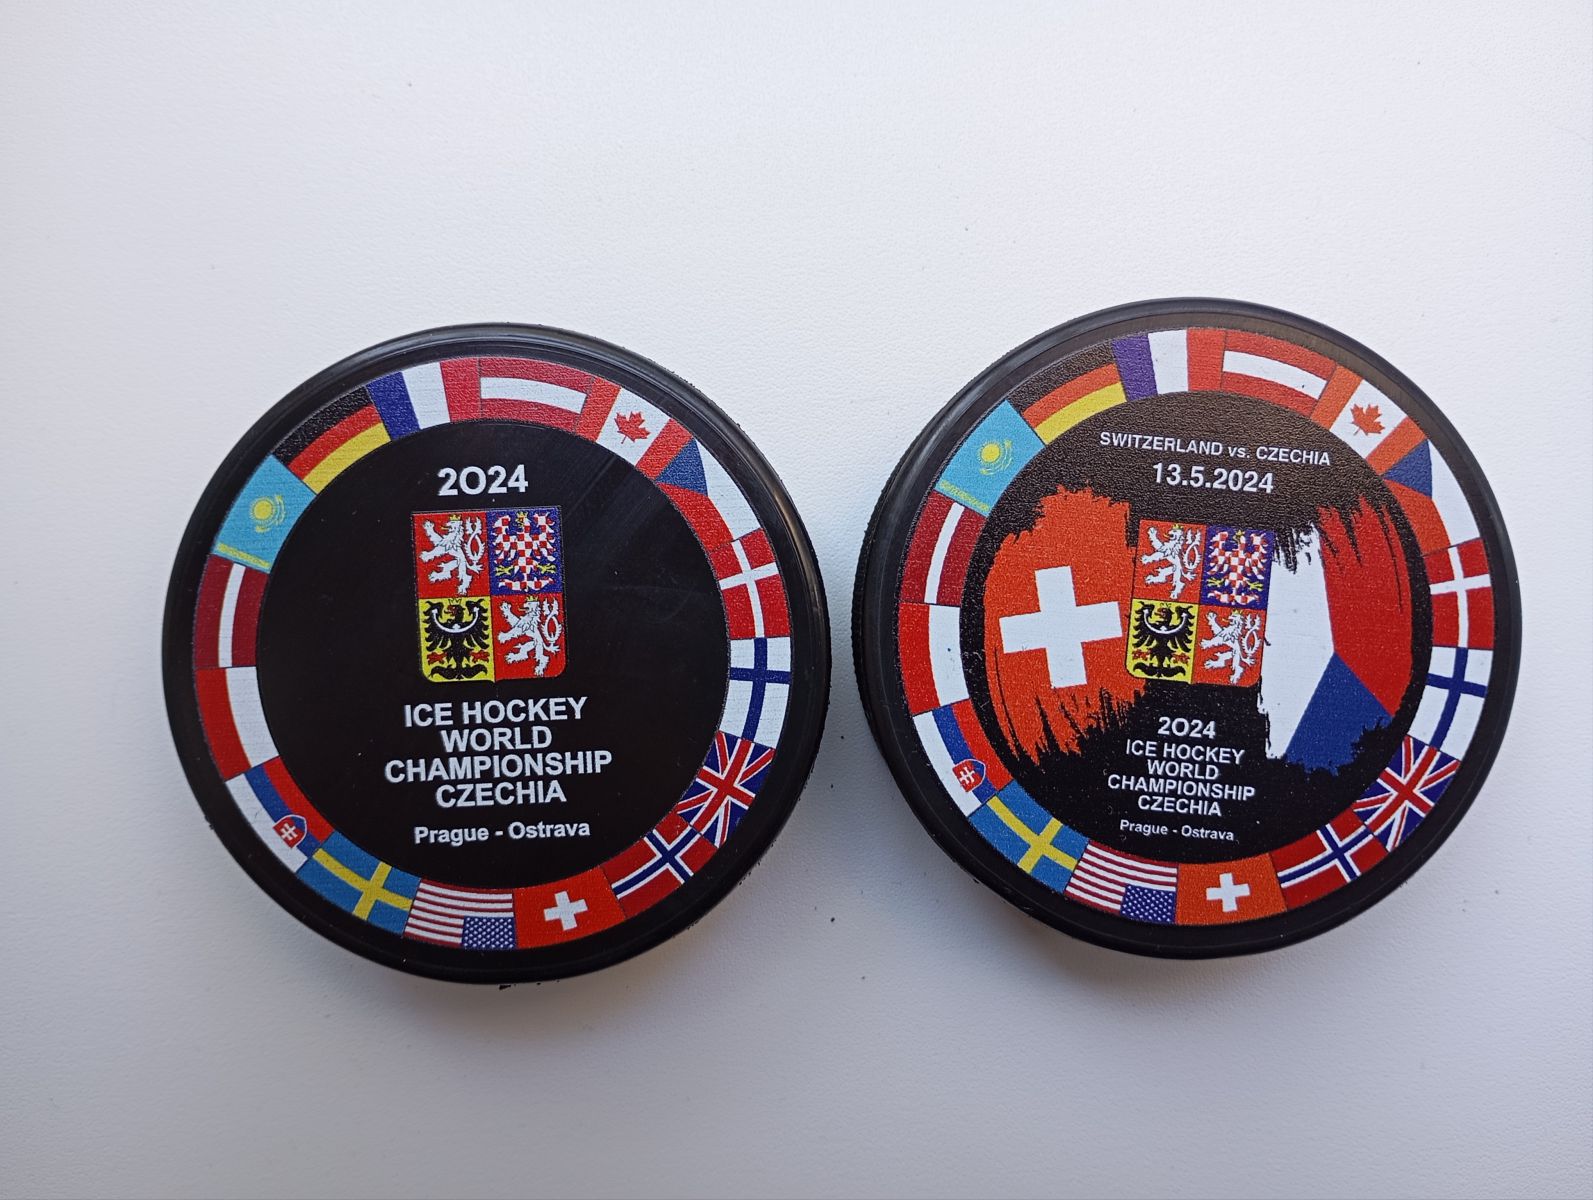 2024
ICE HOCKEY
WORLD
CHAMPIONSHIP
CZECHIA
Prague - Ostrava
SWITZERLAND vs. CZECHIA
13.5.2024
2024
ICE HOCKEY
WORLD
CHAMPIONSHIP
CZECHIA
Prague - Ostrava